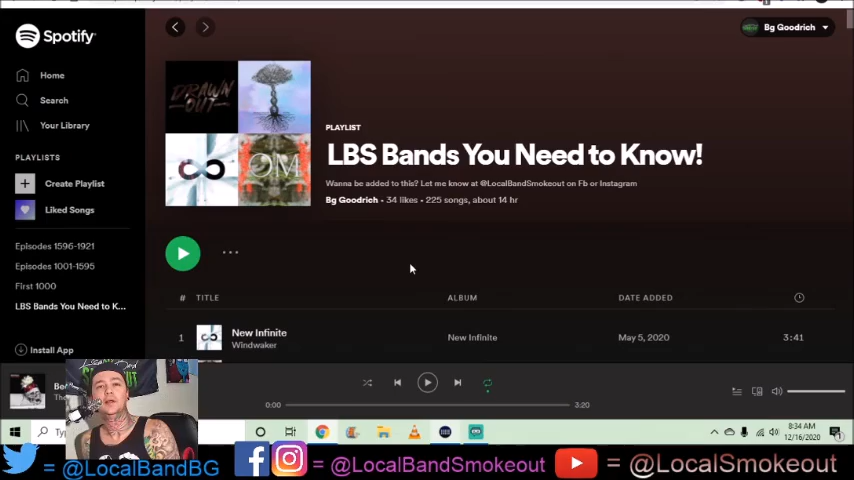 Spotify
Bg Goodrich
Home
Search
Your Library
PLAYLISTS
Create Playlist
Liked Songs
Episodes 1596-1921
Episodes 1001-1595
First 1000
LBS Bands You Need to K...
Install App
DRAWN
OUT
OM
PLAYLIST
LBS Bands You Need to Know!
Wanna be added to this? Let me know at @LocalBandSmokeout on Fb or Instagram
Bg Goodrich • 34 likes • 225 songs, about 14 hr
# TITLE ALBUM DATE ADDED
1 New Infinite New Infinite May 5, 2020 3:41
Windwaker
0:00 3:20
8:34 AM
12/16/2020
= @LocalBandBG = @LocalBandSmokeout = @LocalSmokeout